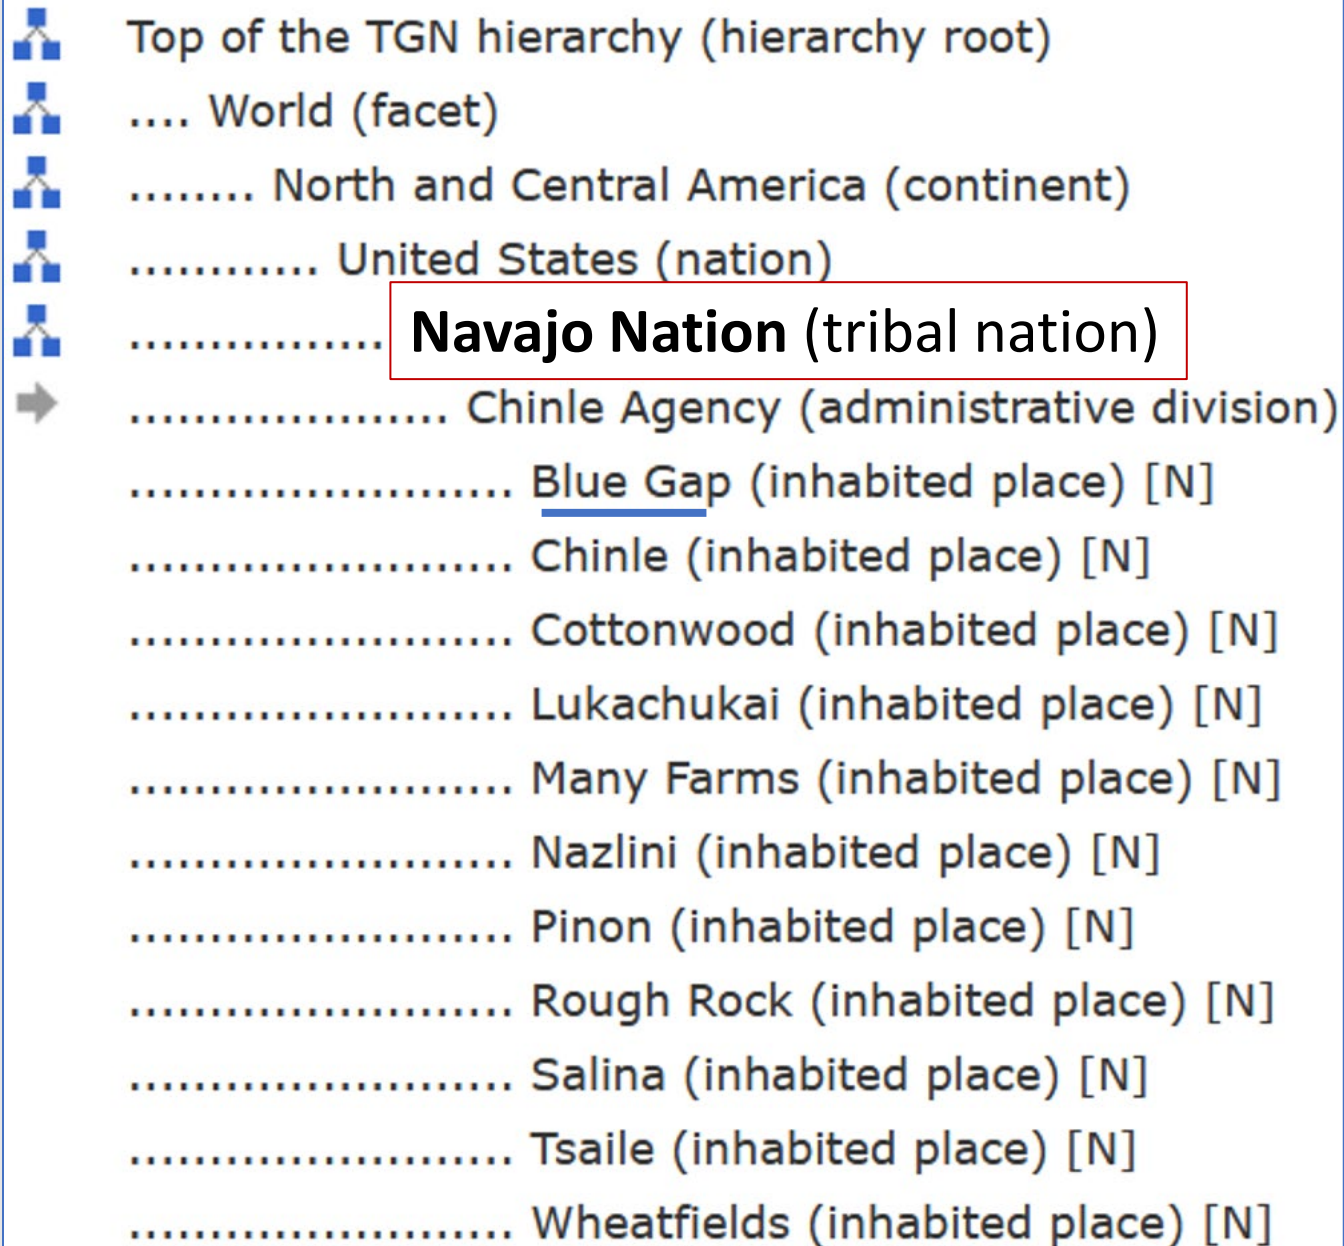 Top of the TGN hierarchy (hierarchy root)
.... World (facet)
........ North and Central America (continent)
............ United States (nation)
................ Navajo Nation (tribal nation)
.................... Chinle Agency (administrative division)
........................ Blue Gap (inhabited place) [N]
........................ Chinle (inhabited place) [N]
........................ Cottonwood (inhabited place) [N]
........................ Lukachukai (inhabited place) [N]
........................ Many Farms (inhabited place) [N]
........................ Nazlini (inhabited place) [N]
........................ Pinon (inhabited place) [N]
........................ Rough Rock (inhabited place) [N]
........................ Salina (inhabited place) [N]
........................ Tsaile (inhabited place) [N]
........................ Wheatfields (inhabited place) [N]